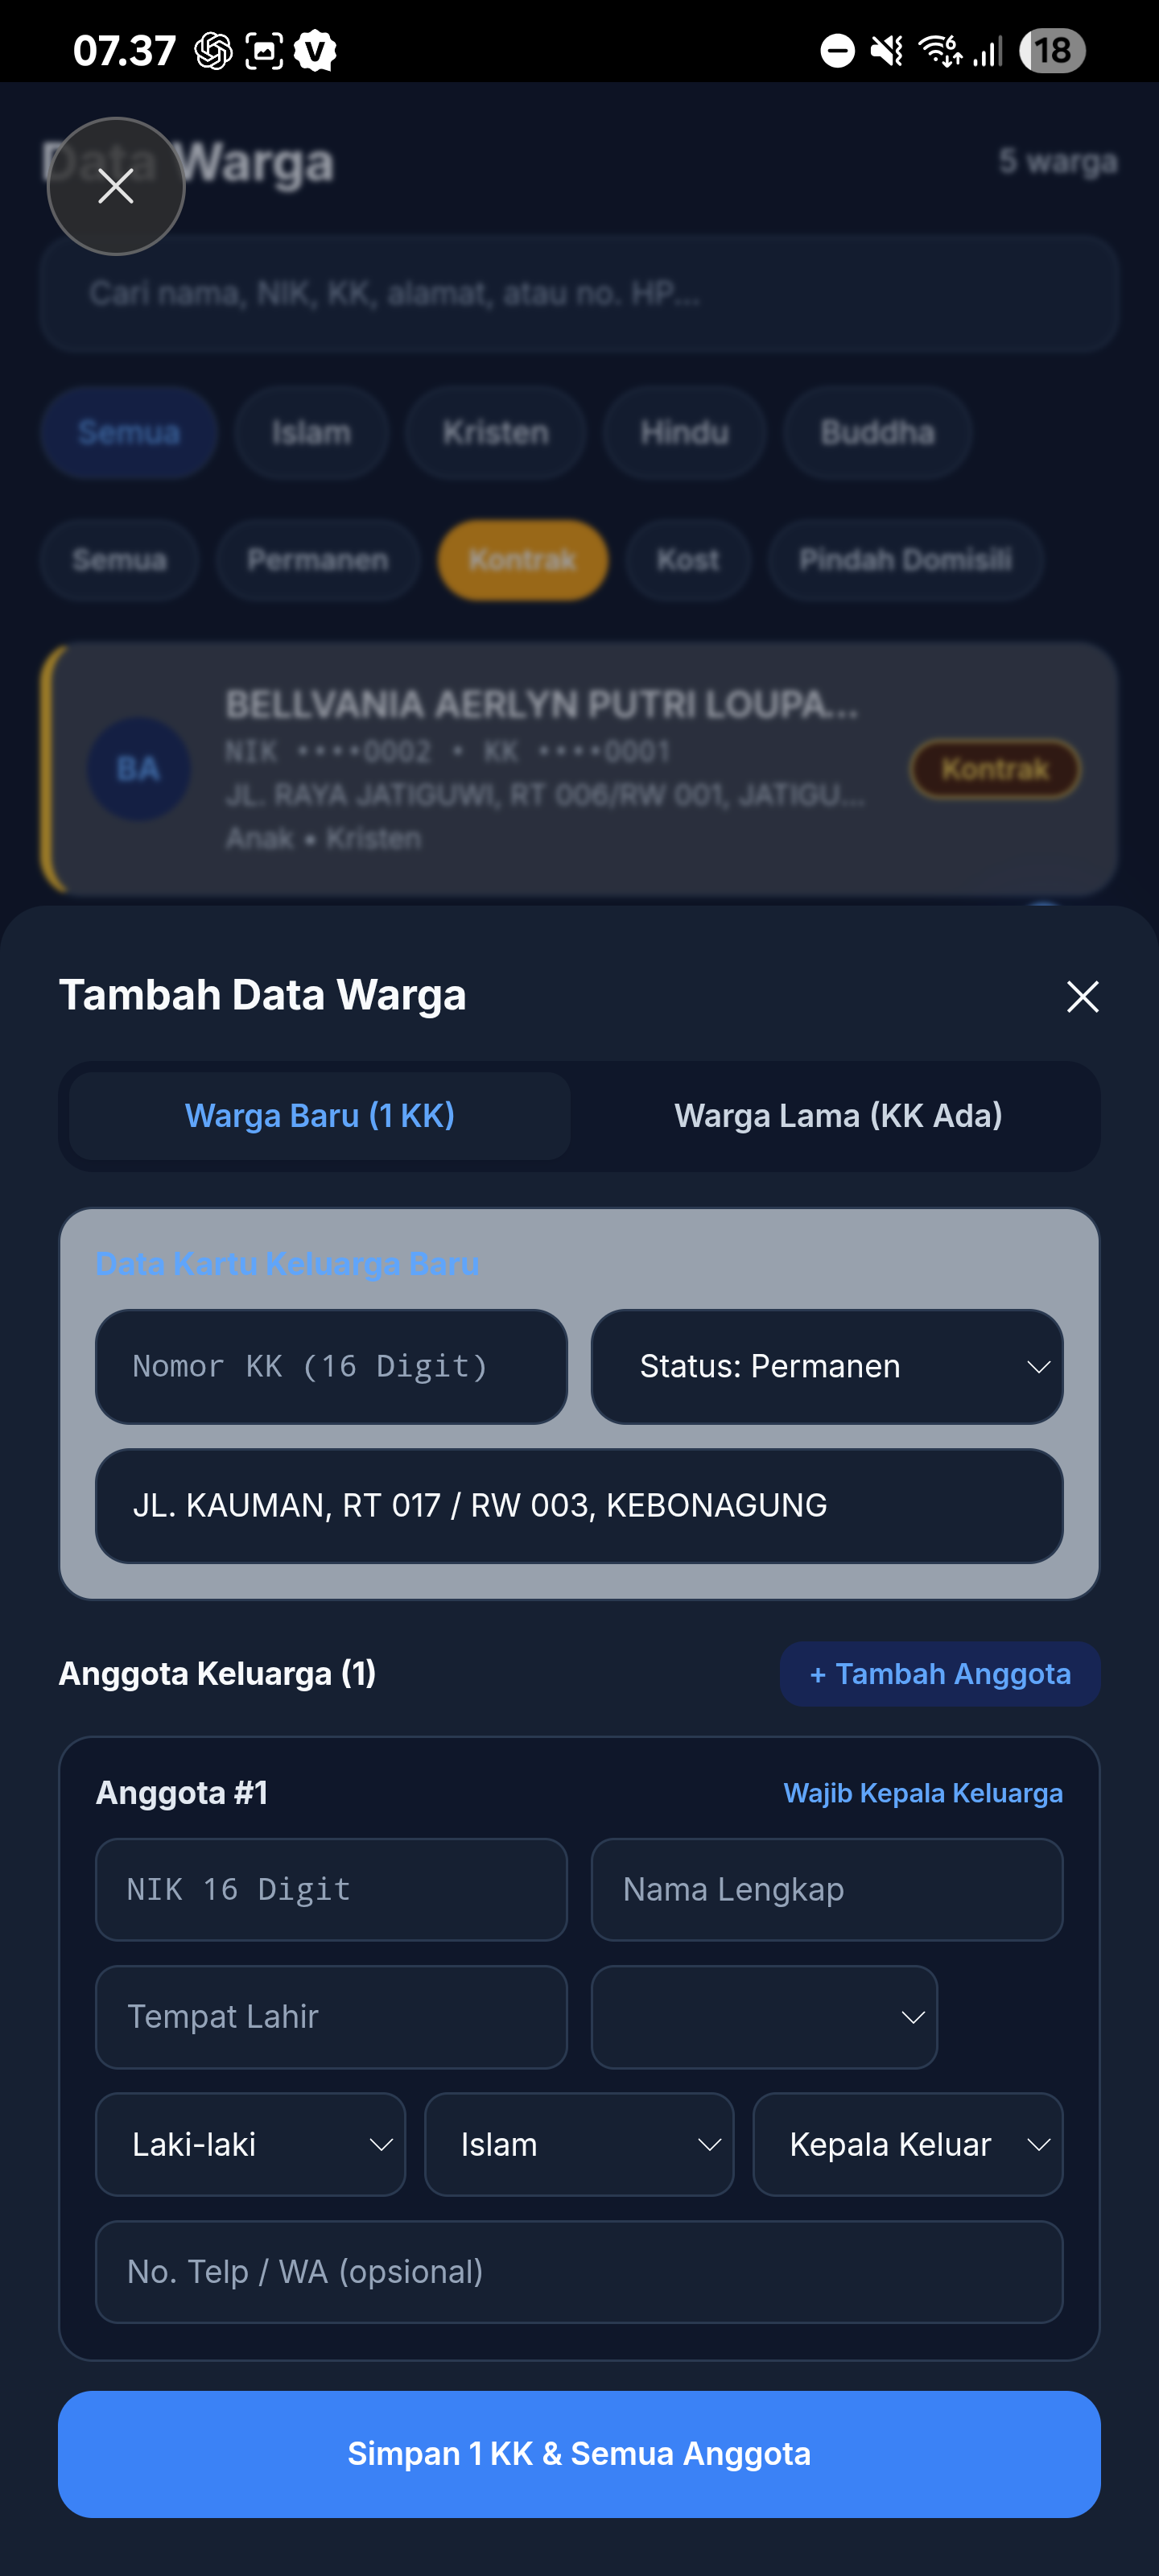 07.37
18
Data Warga
5 warga
Cari nama, NIK, KK, alamat, atau no. HP...
Semua Islam Kristen Hindu Buddha
Semua Permanen Kontrak Kost Pindah Domisili
BELLVANIA AERLYN PUTRI LOUPA...
NIK ••••0002 • KK ••••0001
BA
Kontrak
JL. RAYA JATIGUWI, RT 006/RW 001, JATIGU...
Anak • Kristen
Tambah Data Warga
Warga Baru (1 KK) Warga Lama (KK Ada)
Data Kartu Keluarga Baru
Nomor KK (16 Digit) Status: Permanen
JL. KAUMAN, RT 017 / RW 003, KEBONAGUNG
Anggota Keluarga (1) + Tambah Anggota
Anggota #1 Wajib Kepala Keluarga
NIK 16 Digit Nama Lengkap
Tempat Lahir
Laki-laki Islam Kepala Keluar
No. Telp / WA (opsional)
Simpan 1 KK & Semua Anggota